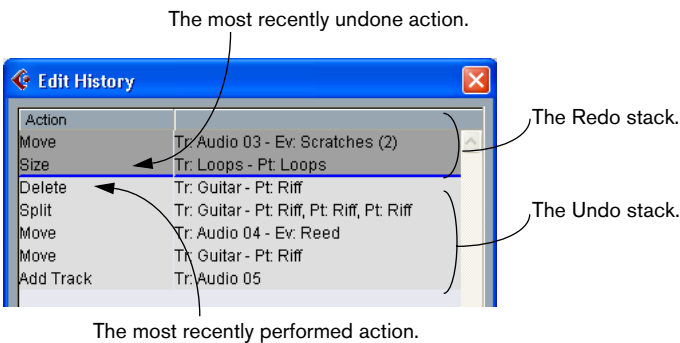 The most recently undone action.
Edit History
Action
Move Tr: Audio 03 - Ev: Scratches (2)
The Redo stack.
Size Tr: Loops - Pt: Loops
Delete Tr: Guitar - Pt: Riff
Split Tr: Guitar - Pt: Riff, Pt: Riff, Pt: Riff
The Undo stack.
Move Tr: Audio 04 - Ev: Reed
Move Tr: Guitar - Pt: Riff
Add Track Tr: Audio 05
The most recently performed action.